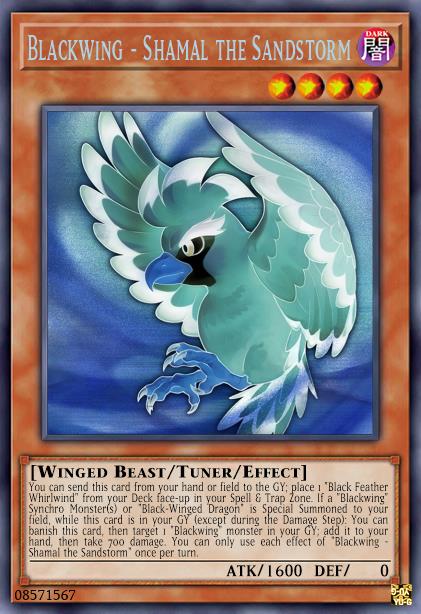 BLACKWING - SHAMAL THE SANDSTORM
DARK
闇
[WINGED BEAST/TUNER/EFFECT]
You can send this card from your hand or field to the GY; place 1 "Black Feather
Whirlwind" from your Deck face-up in your Spell & Trap Zone. If a "Blackwing"
Synchro Monster(s) or "Black-Winged Dragon" is Special Summoned to your
field, while this card is in your GY (except during the Damage Step): You can
banish this card, then target 1 "Blackwing" monster in your GY; add it to your
hand, then take 700 damage. You can only use each effect of "Blackwing -
Shamal the Sandstorm" once per turn.
ATK/1600 DEF/ 0
08571567